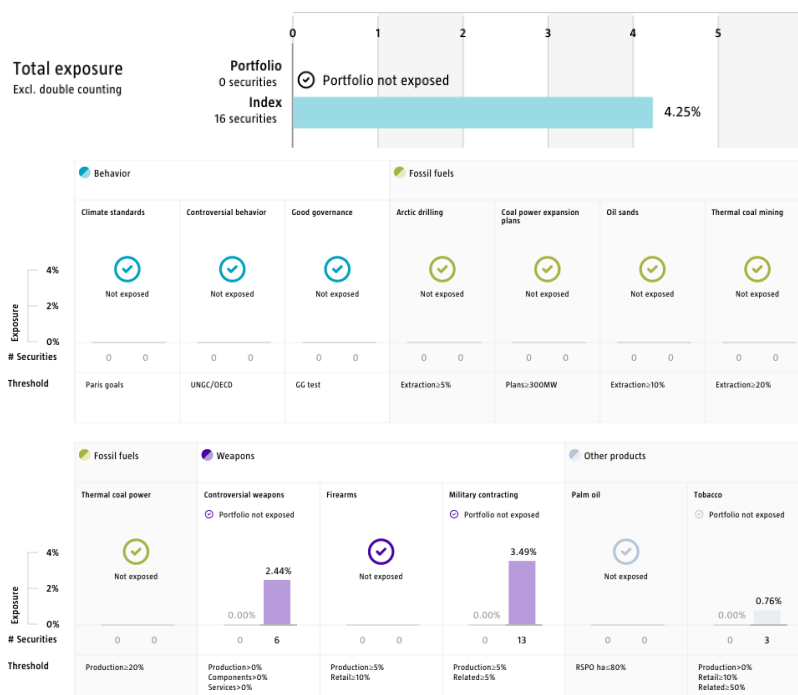 0 1 2 3 4 5
Total exposure
Excl. double counting
Portfolio
0 securities
Portfolio not exposed
Index
16 securities
4.25%
Behavior
Fossil fuels
Climate standards
Controversial behavior
Good governance
Arctic drilling
Coal power expansion
plans
Oil sands
Thermal coal mining
Exposure
4%
2%
0%
Not exposed
Not exposed
Not exposed
Not exposed
Not exposed
Not exposed
Not exposed
# Securities 0 0 0 0 0 0 0 0 0 0 0 0 0 0
Threshold Paris goals UNGC/OECD GG test Extraction≥5% Plans≥300MW Extraction≥10% Extraction≥20%
Fossil fuels
Weapons
Other products
Thermal coal power
Controversial weapons
Firearms
Military contracting
Palm oil
Tobacco
Portfolio not exposed
Portfolio not exposed
Portfolio not exposed
Exposure
4%
2%
0%
Not exposed
0.00% 2.44%
Not exposed
0.00% 3.49%
Not exposed
0.00% 0.76%
# Securities 0 0 0 6 0 0 0 13 0 0 0 3
Threshold
Production≥20%
Production>0%
Components>0%
Services>0%
Production≥5%
Retail≥10%
Production≥5%
Related≥5%
RSPO ha≤80%
Production>0%
Retail≥10%
Related≥50%